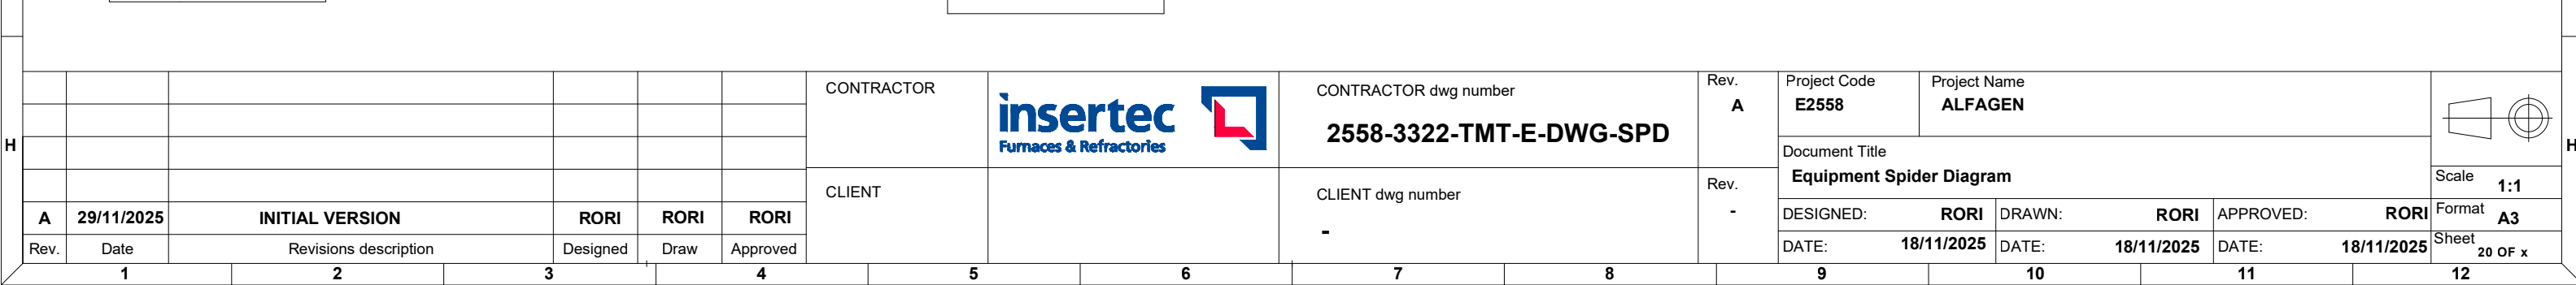 H
CONTRACTOR
insertec
Furnaces & Refractories
CONTRACTOR dwg number
2558-3322-TMT-E-DWG-SPD
Rev.
A
Project Code
E2558
Project Name
ALFAGEN
Document Title
Equipment Spider Diagram
H
CLIENT
CLIENT dwg number
-
Rev.
-
Scale
1:1
DESIGNED: RORI DRAWN: RORI APPROVED: RORI
Format
A3
DATE: 18/11/2025 DATE: 18/11/2025 DATE: 18/11/2025
Sheet
20 OF x
A 29/11/2025 INITIAL VERSION RORI RORI RORI
Rev. Date Revisions description Designed Draw Approved
1 2 3 4 5 6 7 8 9 10 11 12